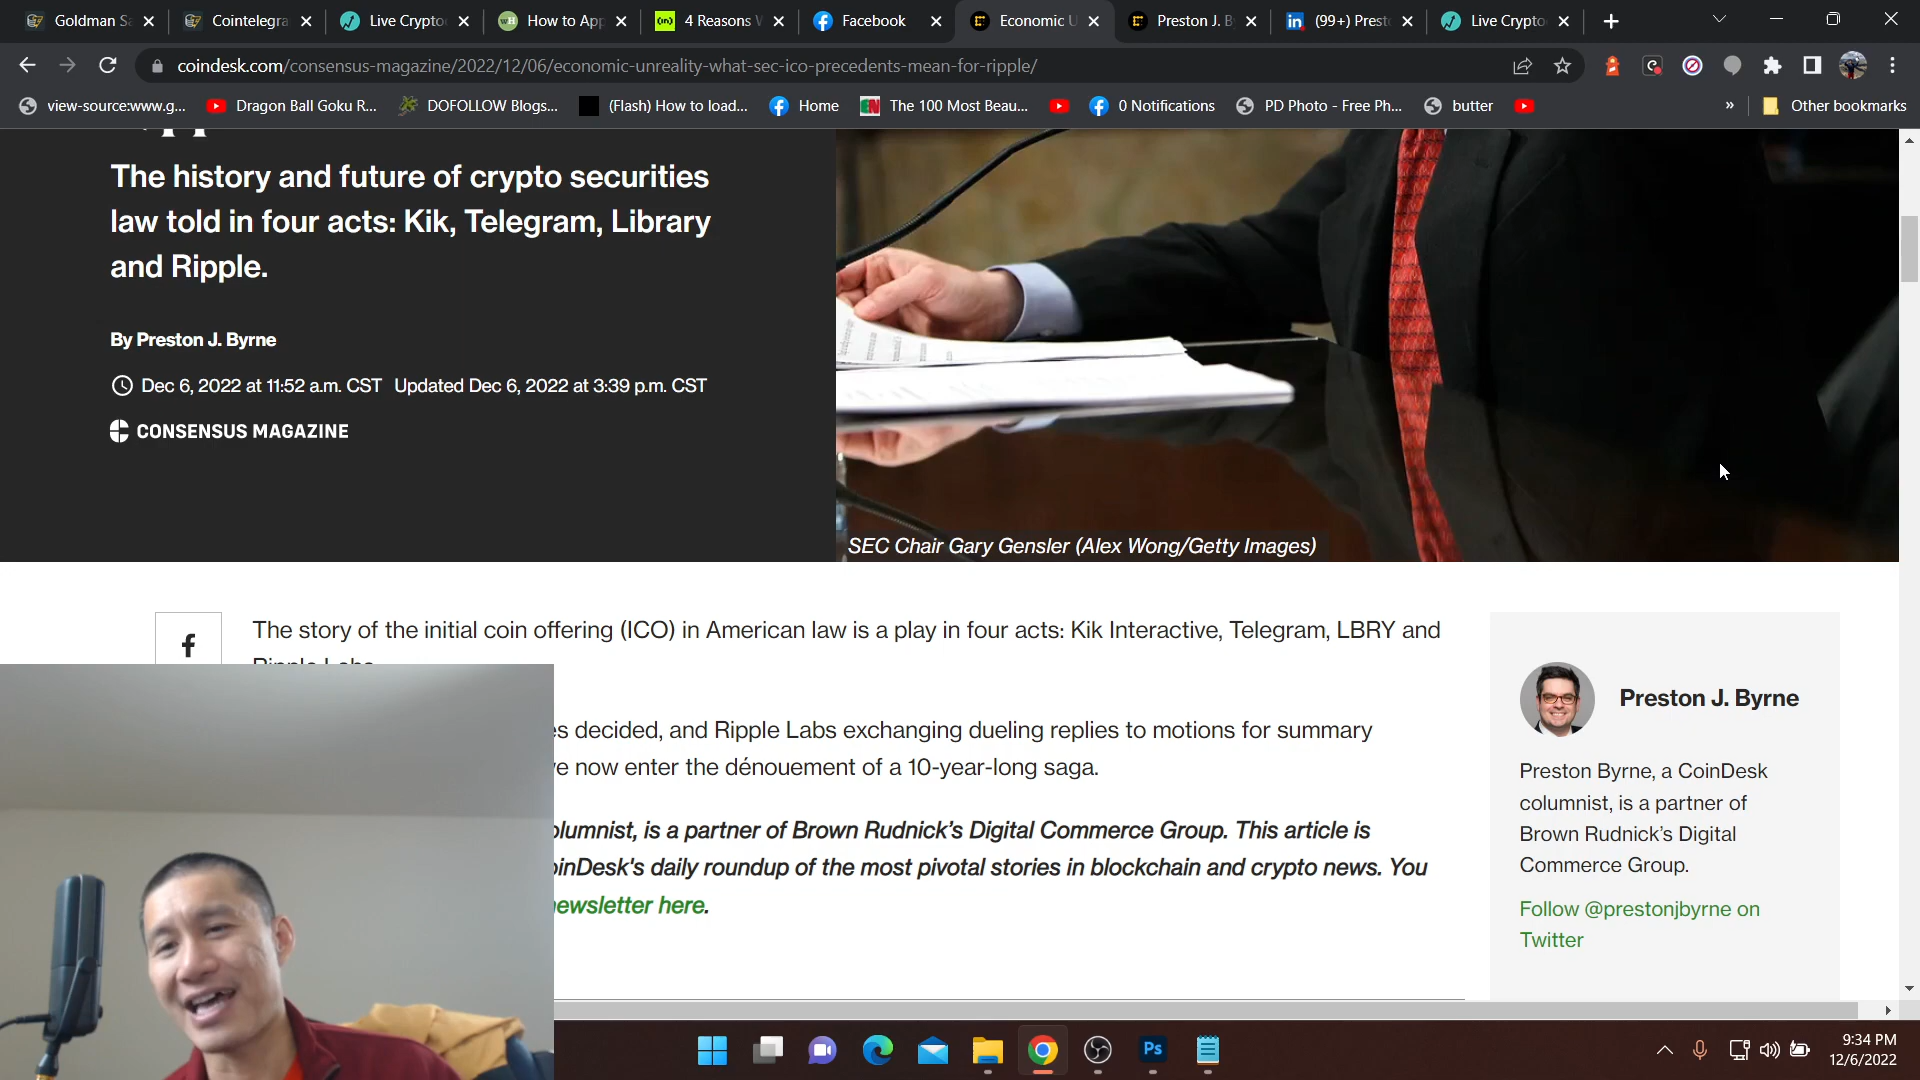 Goldman S
Cointelegra
Live Crypto
How to App
4 Reasons W
Facebook
Economic U
Preston J. B
(99+) Prest
Live Crypto
coindesk.com/consensus-magazine/2022/12/06/economic-unreality-what-sec-ico-precedents-mean-for-ripple/
view-source:www.g...
Dragon Ball Goku R...
DOFOLLOW Blogs...
(Flash) How to load...
Home
The 100 Most Beau...
0 Notifications
PD Photo - Free Ph...
butter
»
Other bookmarks
The history and future of crypto securities
law told in four acts: Kik, Telegram, Library
and Ripple.
By Preston J. Byrne
Dec 6, 2022 at 11:52 a.m. CST Updated Dec 6, 2022 at 3:39 p.m. CST
CONSENSUS MAGAZINE
SEC Chair Gary Gensler (Alex Wong/Getty Images)
The story of the initial coin offering (ICO) in American law is a play in four acts: Kik Interactive, Telegram, LBRY and
Ripple Labs.
decided, and Ripple Labs exchanging dueling replies to motions for summary
now enter the dénouement of a 10-year-long saga.
olumnist, is a partner of Brown Rudnick's Digital Commerce Group. This article is
oinDesk's daily roundup of the most pivotal stories in blockchain and crypto news. You
ewsletter here.
Preston J. Byrne
Preston Byrne, a CoinDesk
columnist, is a partner of
Brown Rudnick's Digital
Commerce Group.
Follow @prestonjbyrne on
Twitter
Ps
9:34 PM
12/6/2022